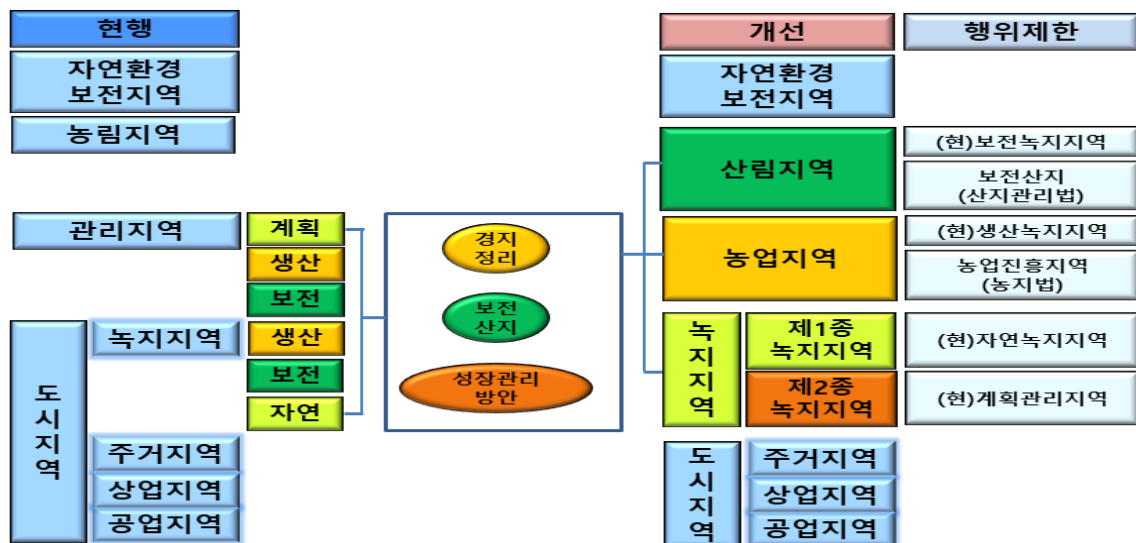 현행
자연환경
보전지역
농림지역
관리지역
계획
생산
보전
도시지역
녹지지역
생산
보전
자연
주거지역
상업지역
공업지역
경지
정리
보전
산지
성장관리
방안
개선
행위제한
자연환경
보전지역
산림지역
(현)보전녹지지역
보전산지
(산지관리법)
농업지역
(현)생산녹지지역
농업진흥지역
(농지법)
녹지지역
제1종
녹지지역
(현)자연녹지지역
제2종
녹지지역
(현)계획관리지역
도시지역
주거지역
상업지역
공업지역